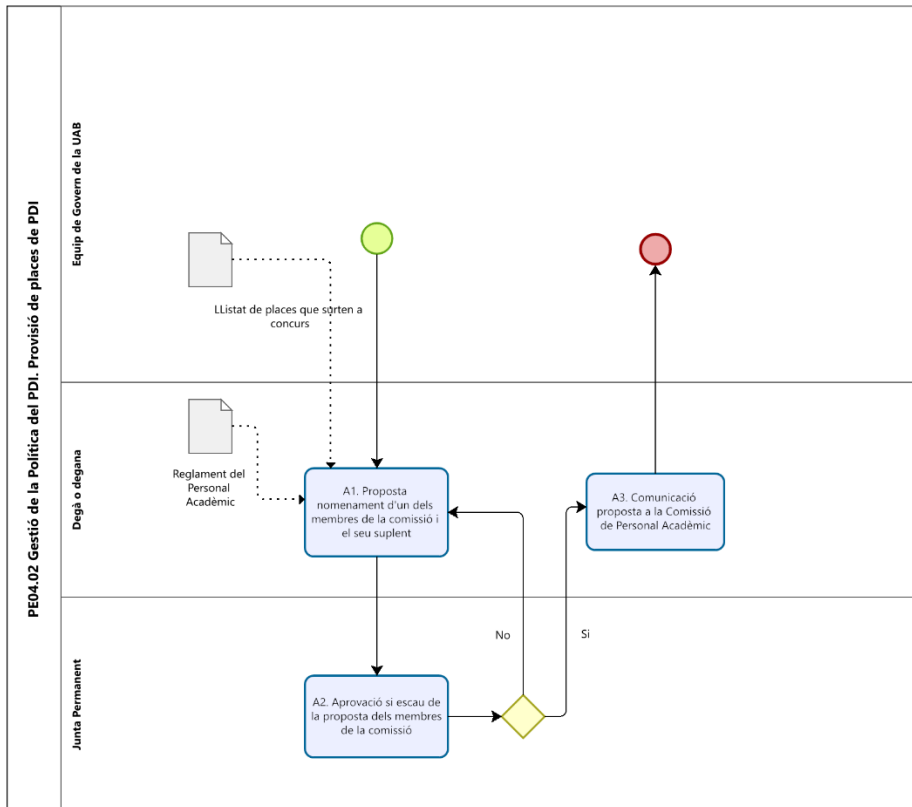 PE04.02 Gestió de la Política del PDI. Provisió de places de PDI
Equip de Govern de la UAB
LListat de places que surten a
concurs
Degà o degana
Reglament del
Personal
Acadèmic
A1. Proposta
nomenament d'un dels
membres de la comissió i
el seu suplent
A3. Comunicació
proposta a la Comissió
de Personal Acadèmic
Junta Permanent
No
Si
A2. Aprovació si escau de
la proposta dels membres
de la comissió